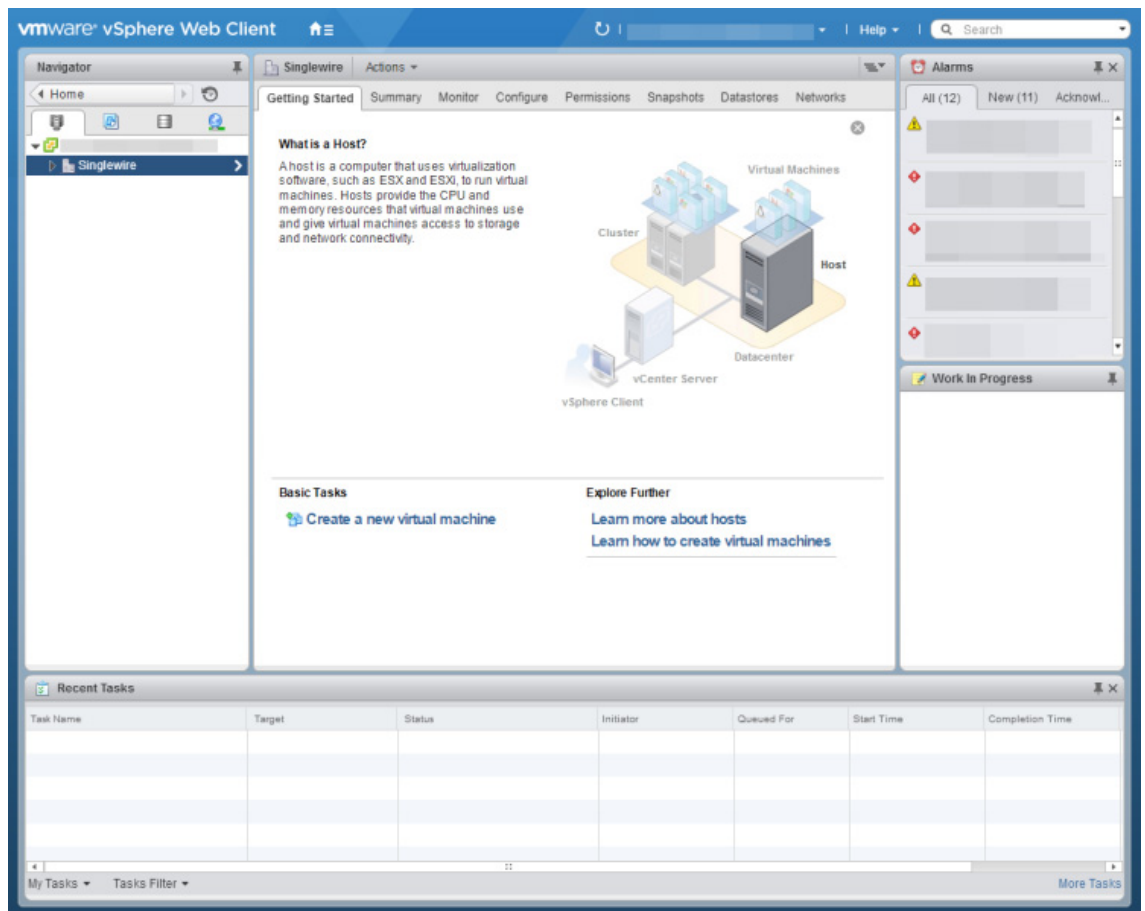 vmware® vSphere Web Client
Help
Search
Navigator
Home
Singlewire
Singlewire
Actions
Getting Started
Summary
Monitor
Configure
Permissions
Snapshots
Datastores
Networks
What is a Host?
A host is a computer that uses virtualization
software, such as ESX and ESXi, to run virtual
machines. Hosts provide the CPU and
memory resources that virtual machines use
and give virtual machines access to storage
and network connectivity.
Virtual Machines
Cluster
Host
Datacenter
vCenter Server
vSphere Client
Basic Tasks
Create a new virtual machine
Explore Further
Learn more about hosts
Learn how to create virtual machines
Alarms
All (12)
New (11)
Acknowl...
Work In Progress
Recent Tasks
Task Name
Target
Status
Initiator
Queued For
Start Time
Completion Time
My Tasks
Tasks Filter
More Tasks